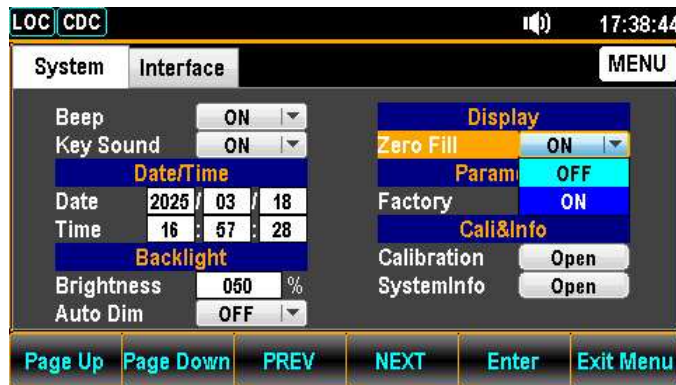 LOC CDC 17:38:44
System Interface MENU
Beep ON
Key Sound ON
Date/Time
Date 2025 / 03 / 18
Time 16 : 57 : 28
Backlight
Brightness 050 %
Auto Dim OFF
Display
Zero Fill ON
OFF
ON
Param
Factory
Cali&Info
Calibration Open
SystemInfo Open
Page Up Page Down PREV NEXT Enter Exit Menu